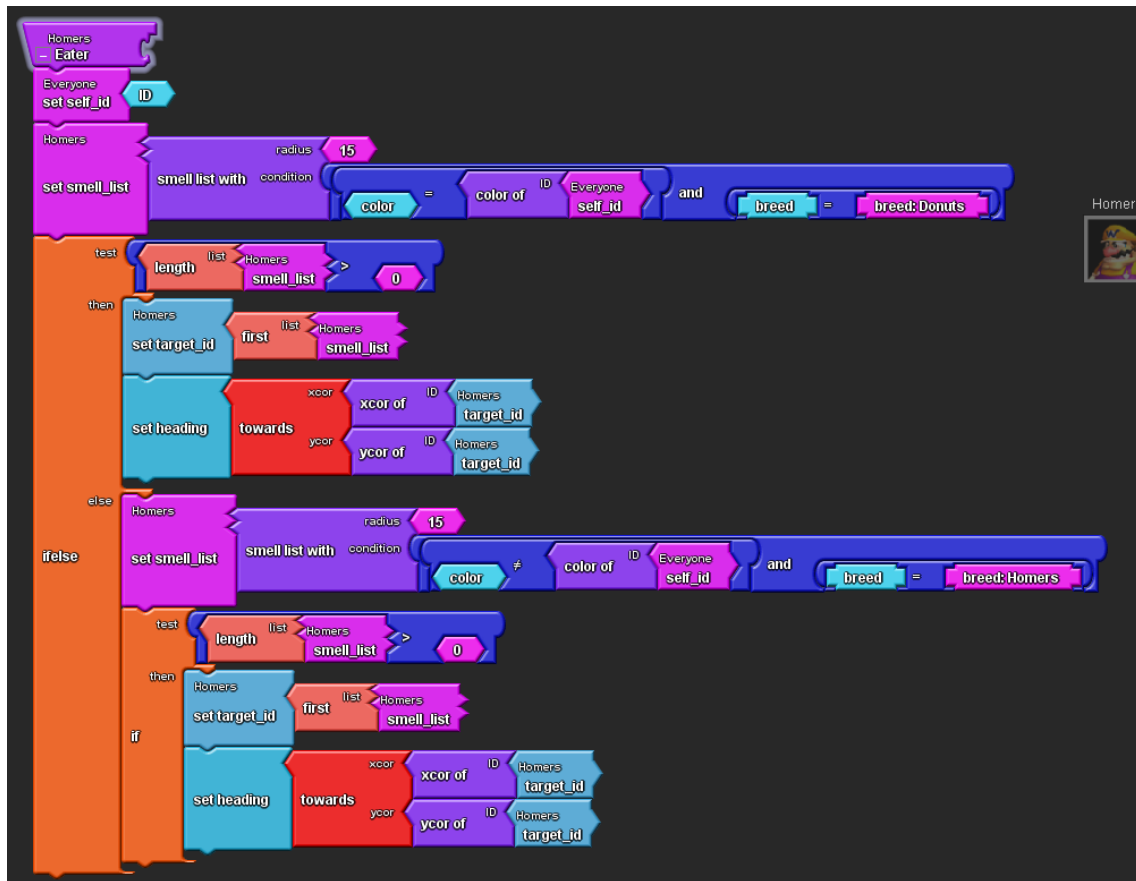 Homers
Eater
Everyone
set self_id ID
Homers
set smell_list smell list with radius 15
condition color = color of ID Everyone self_id and breed = breed: Donuts
Homer
ifelse
test length list Homers smell_list > 0
then
Homers
set target_id first list Homers smell_list
set heading towards xcor xcor of ID Homers target_id
ycor ycor of ID Homers target_id
else
Homers
set smell_list smell list with radius 15
condition color ≠ color of ID Everyone self_id and breed = breed: Homers
if
test length list Homers smell_list > 0
then
Homers
set target_id first list Homers smell_list
set heading towards xcor xcor of ID Homers target_id
ycor ycor of ID Homers target_id